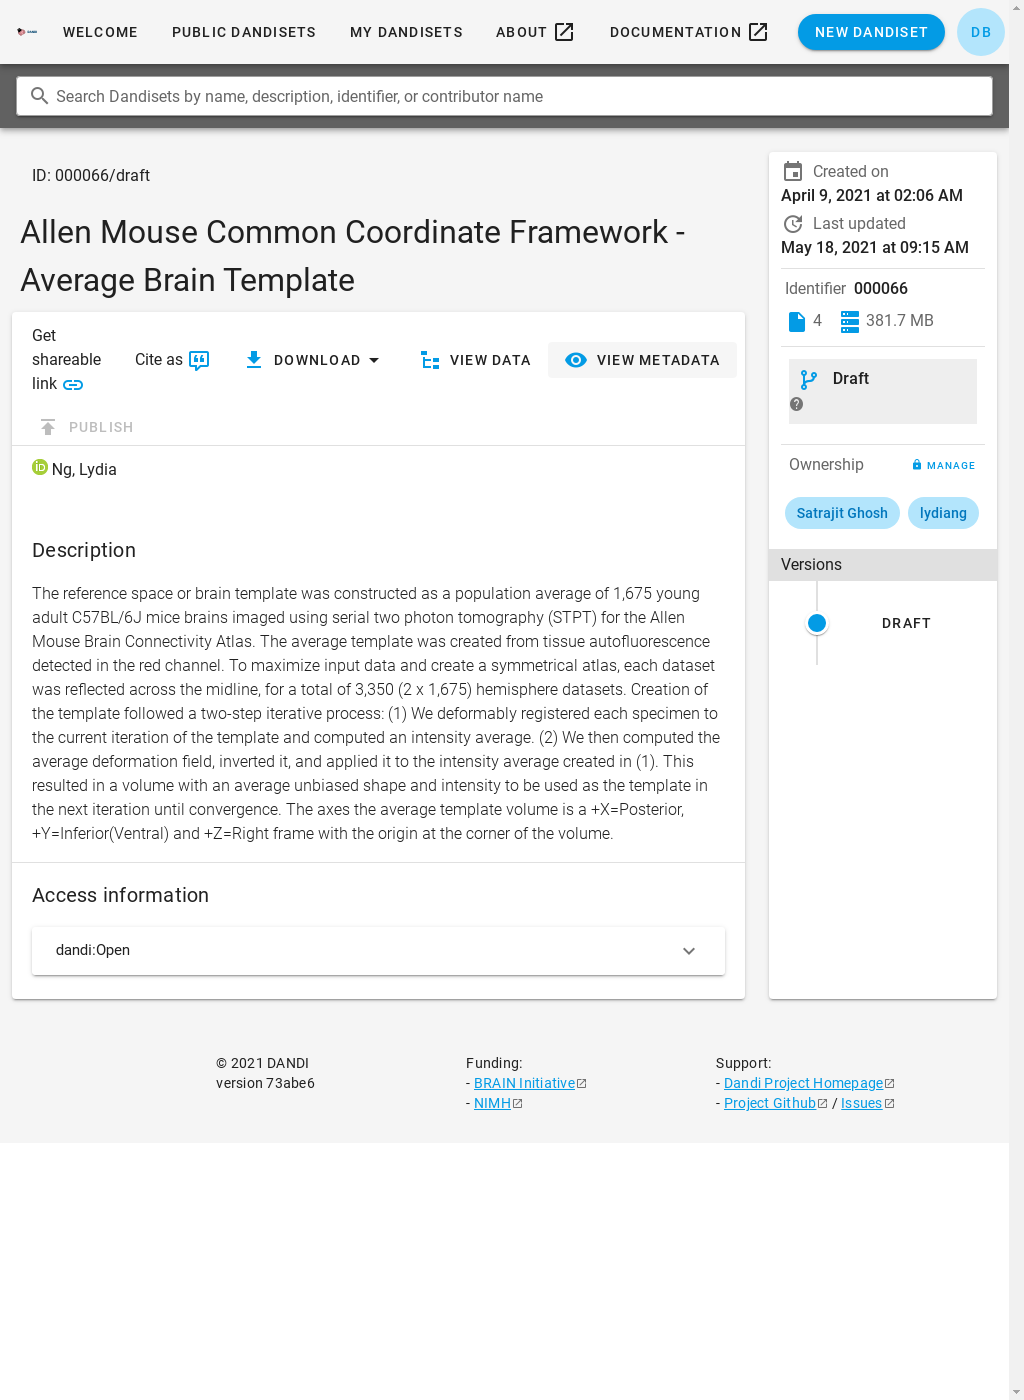 DANDI
WELCOME
PUBLIC DANDISETS
MY DANDISETS
ABOUT
DOCUMENTATION
NEW DANDISET
DB
Search Dandisets by name, description, identifier, or contributor name
ID: 000066/draft
Allen Mouse Common Coordinate Framework -
Average Brain Template
Get
shareable
link
Cite as
DOWNLOAD
VIEW DATA
VIEW METADATA
PUBLISH
iD Ng, Lydia
Description
The reference space or brain template was constructed as a population average of 1,675 young
adult C57BL/6J mice brains imaged using serial two photon tomography (STPT) for the Allen
Mouse Brain Connectivity Atlas. The average template was created from tissue autofluorescence
detected in the red channel. To maximize input data and create a symmetrical atlas, each dataset
was reflected across the midline, for a total of 3,350 (2 x 1,675) hemisphere datasets. Creation of
the template followed a two-step iterative process: (1) We deformably registered each specimen to
the current iteration of the template and computed an intensity average. (2) We then computed the
average deformation field, inverted it, and applied it to the intensity average created in (1). This
resulted in a volume with an average unbiased shape and intensity to be used as the template in
the next iteration until convergence. The axes the average template volume is a +X=Posterior,
+Y=Inferior(Ventral) and +Z=Right frame with the origin at the corner of the volume.
Access information
dandi:Open
Created on
April 9, 2021 at 02:06 AM
Last updated
May 18, 2021 at 09:15 AM
Identifier 000066
4 381.7 MB
Draft
?
Ownership
MANAGE
Satrajit Ghosh
lydiang
Versions
DRAFT
© 2021 DANDI
version 73abe6
Funding:
- BRAIN Initiative
- NIMH
Support:
- Dandi Project Homepage
- Project Github / Issues